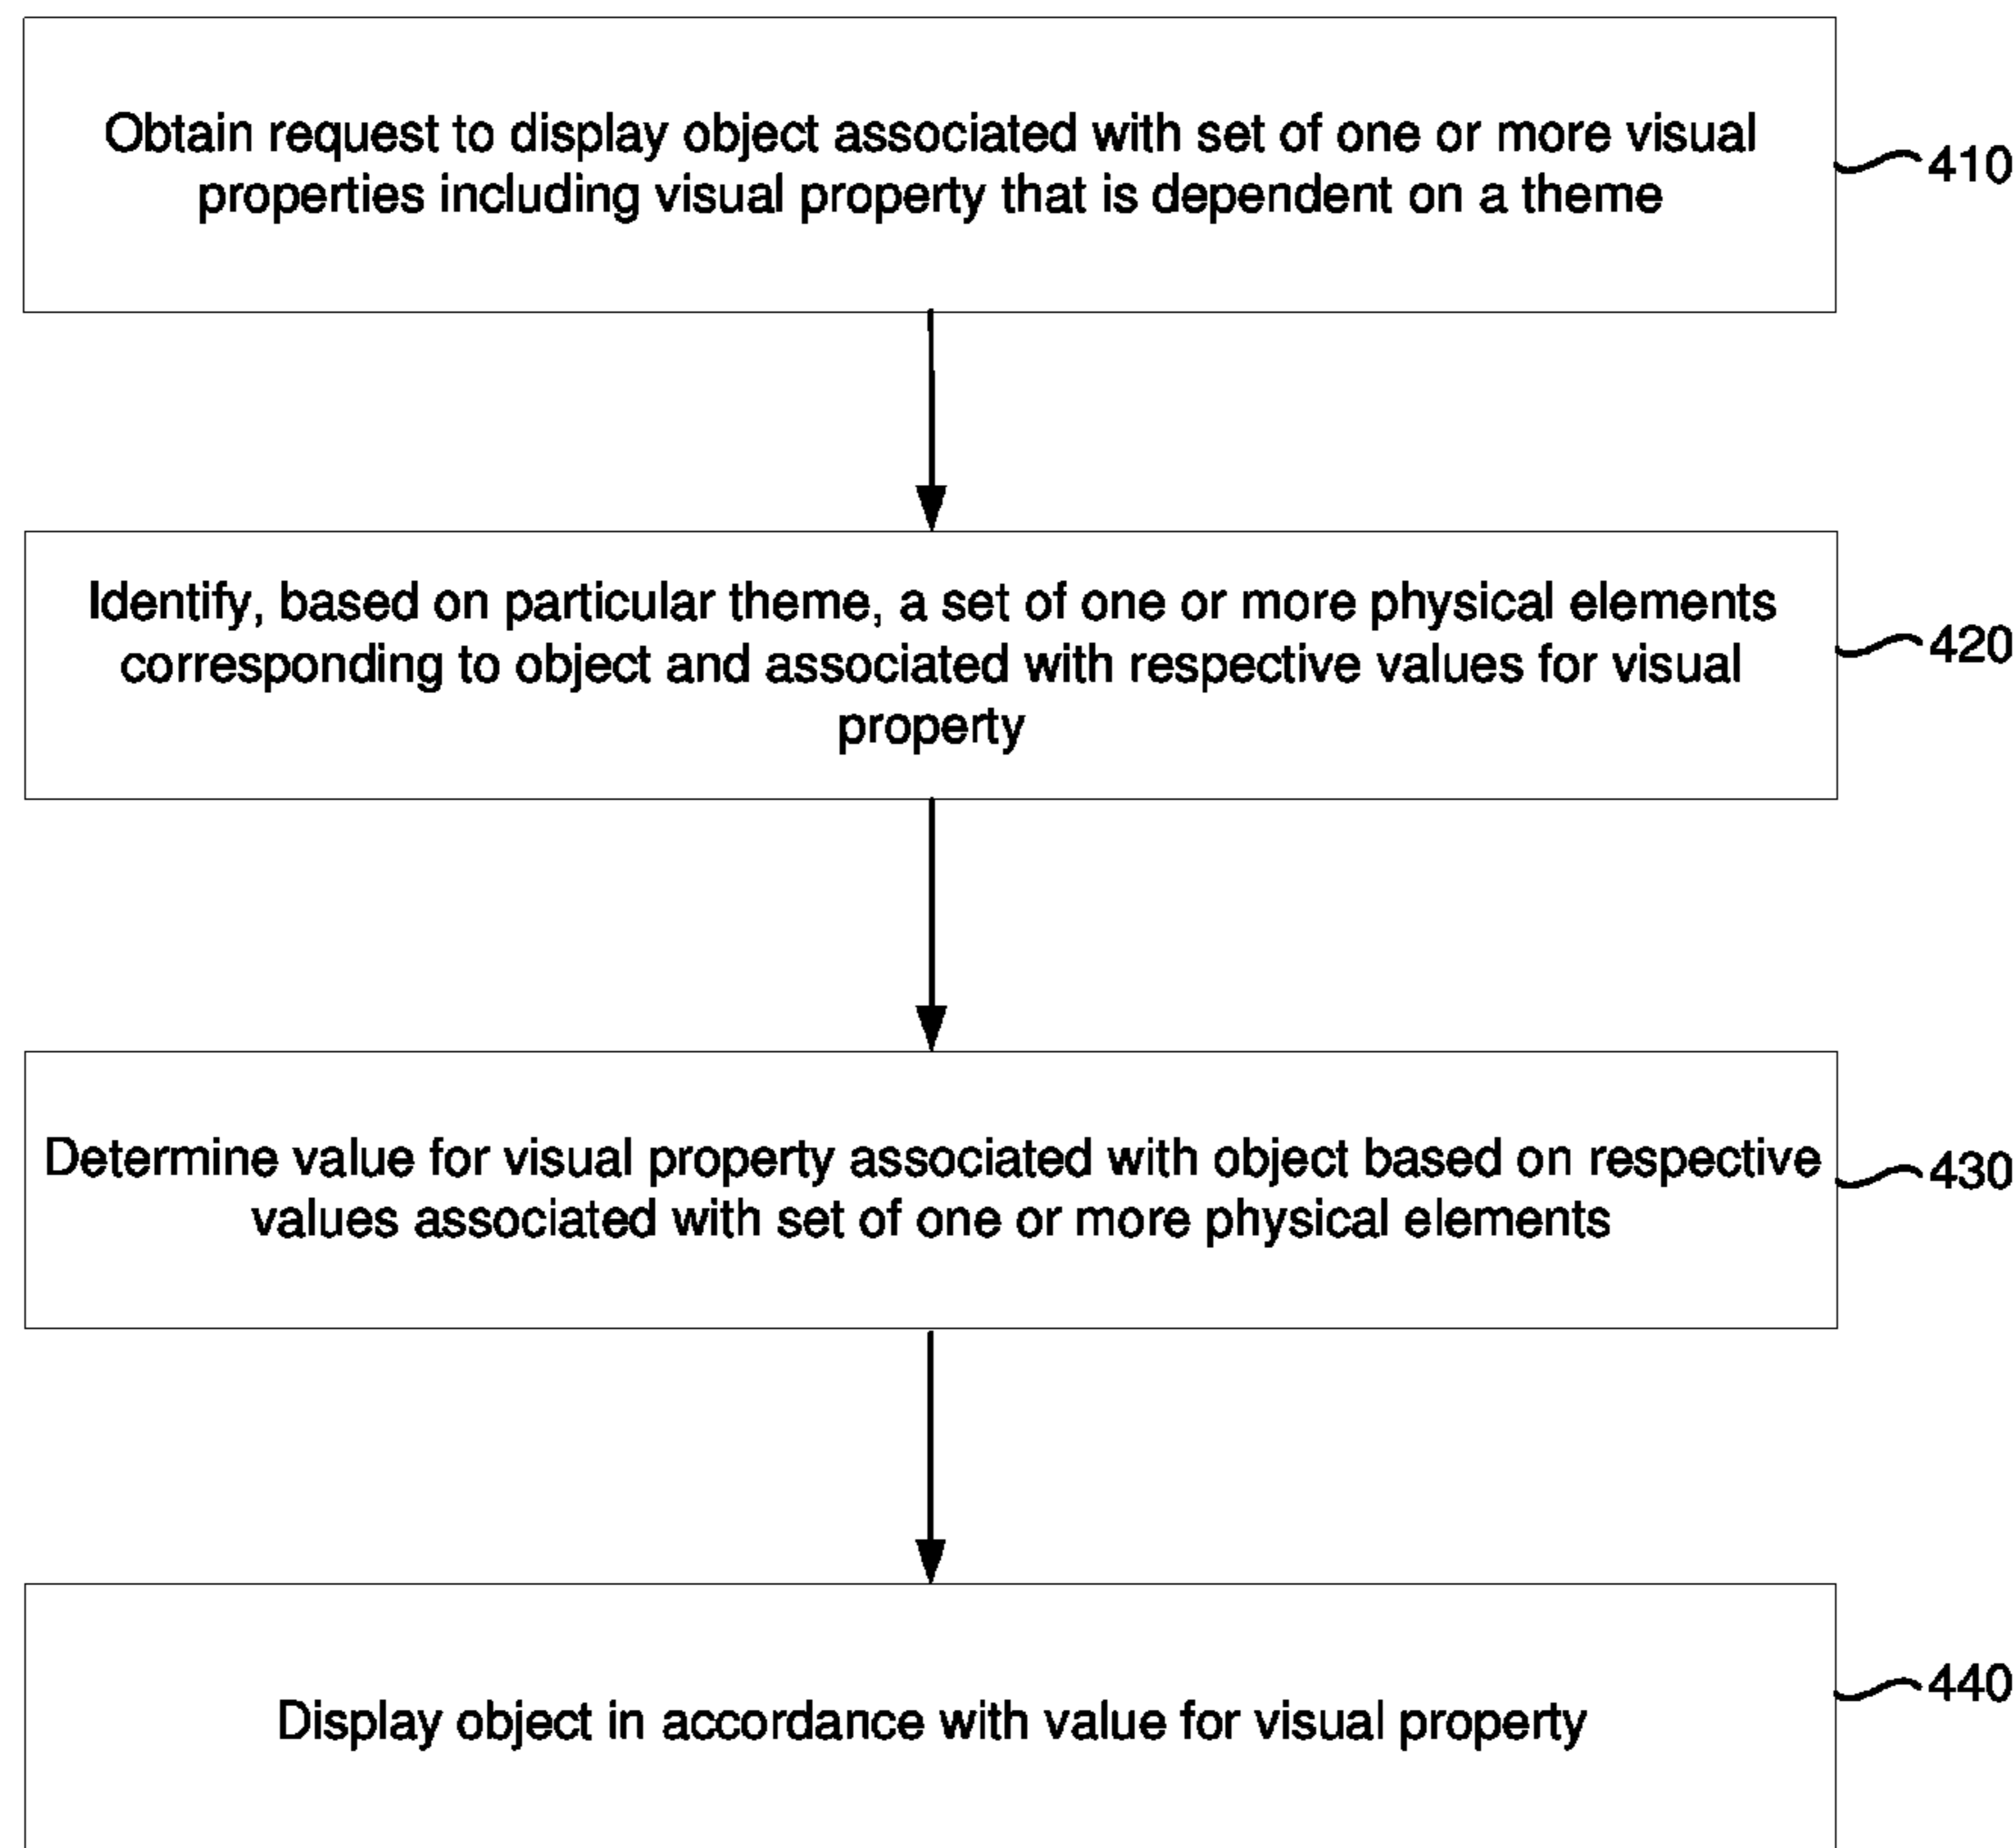 Obtain request to display object associated with set of one or more visual
properties including visual property that is dependent on a theme
410
Identify, based on particular theme, a set of one or more physical elements
corresponding to object and associated with respective values for visual
property
420
Determine value for visual property associated with object based on respective
values associated with set of one or more physical elements
430
Display object in accordance with value for visual property
440